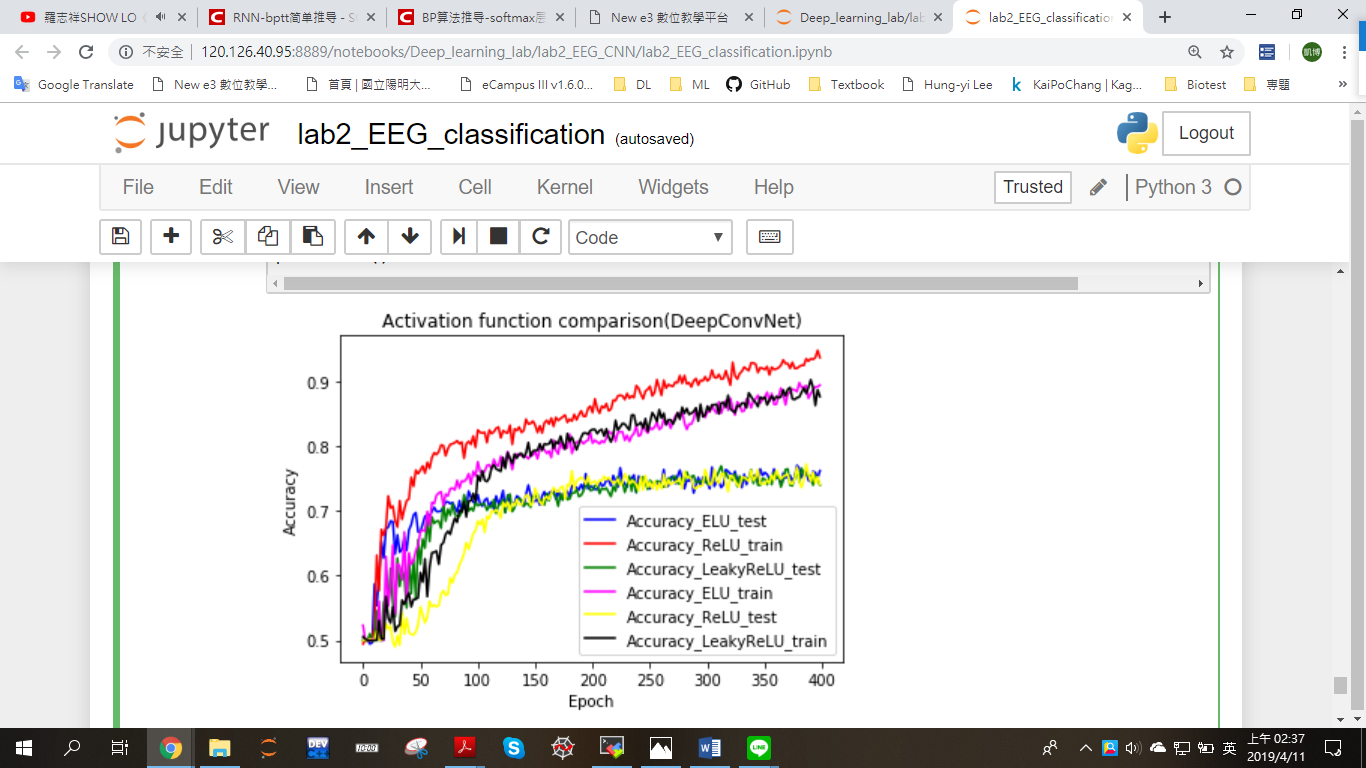 羅志祥SHOW LO
RNN-bptt简单推导 - S
BP算法推导-softmax层
New e3 數位教學平台
Deep_learning_lab/lab
lab2_EEG_classification
不安全 | 120.126.40.95:8889/notebooks/Deep_learning_lab/lab2_EEG_CNN/lab2_EEG_classification.ipynb
凱博
Google Translate
New e3 數位教學...
首頁 | 國立陽明大...
eCampus III v1.6.0...
DL
ML
GitHub
Textbook
Hung-yi Lee
KaiPoChang | Kag...
Biotest
專題
»
jupyter
lab2_EEG_classification (autosaved)
Logout
File Edit View Insert Cell Kernel Widgets Help
Trusted
Python 3
Code
Activation function comparison(DeepConvNet)
0.9
0.8
0.7
0.6
0.5
Accuracy
Accuracy_ELU_test
Accuracy_ReLU_train
Accuracy_LeakyReLU_test
Accuracy_ELU_train
Accuracy_ReLU_test
Accuracy_LeakyReLU_train
0 50 100 150 200 250 300 350 400
Epoch
DEV
英
上午 02:37
2019/4/11
LINE